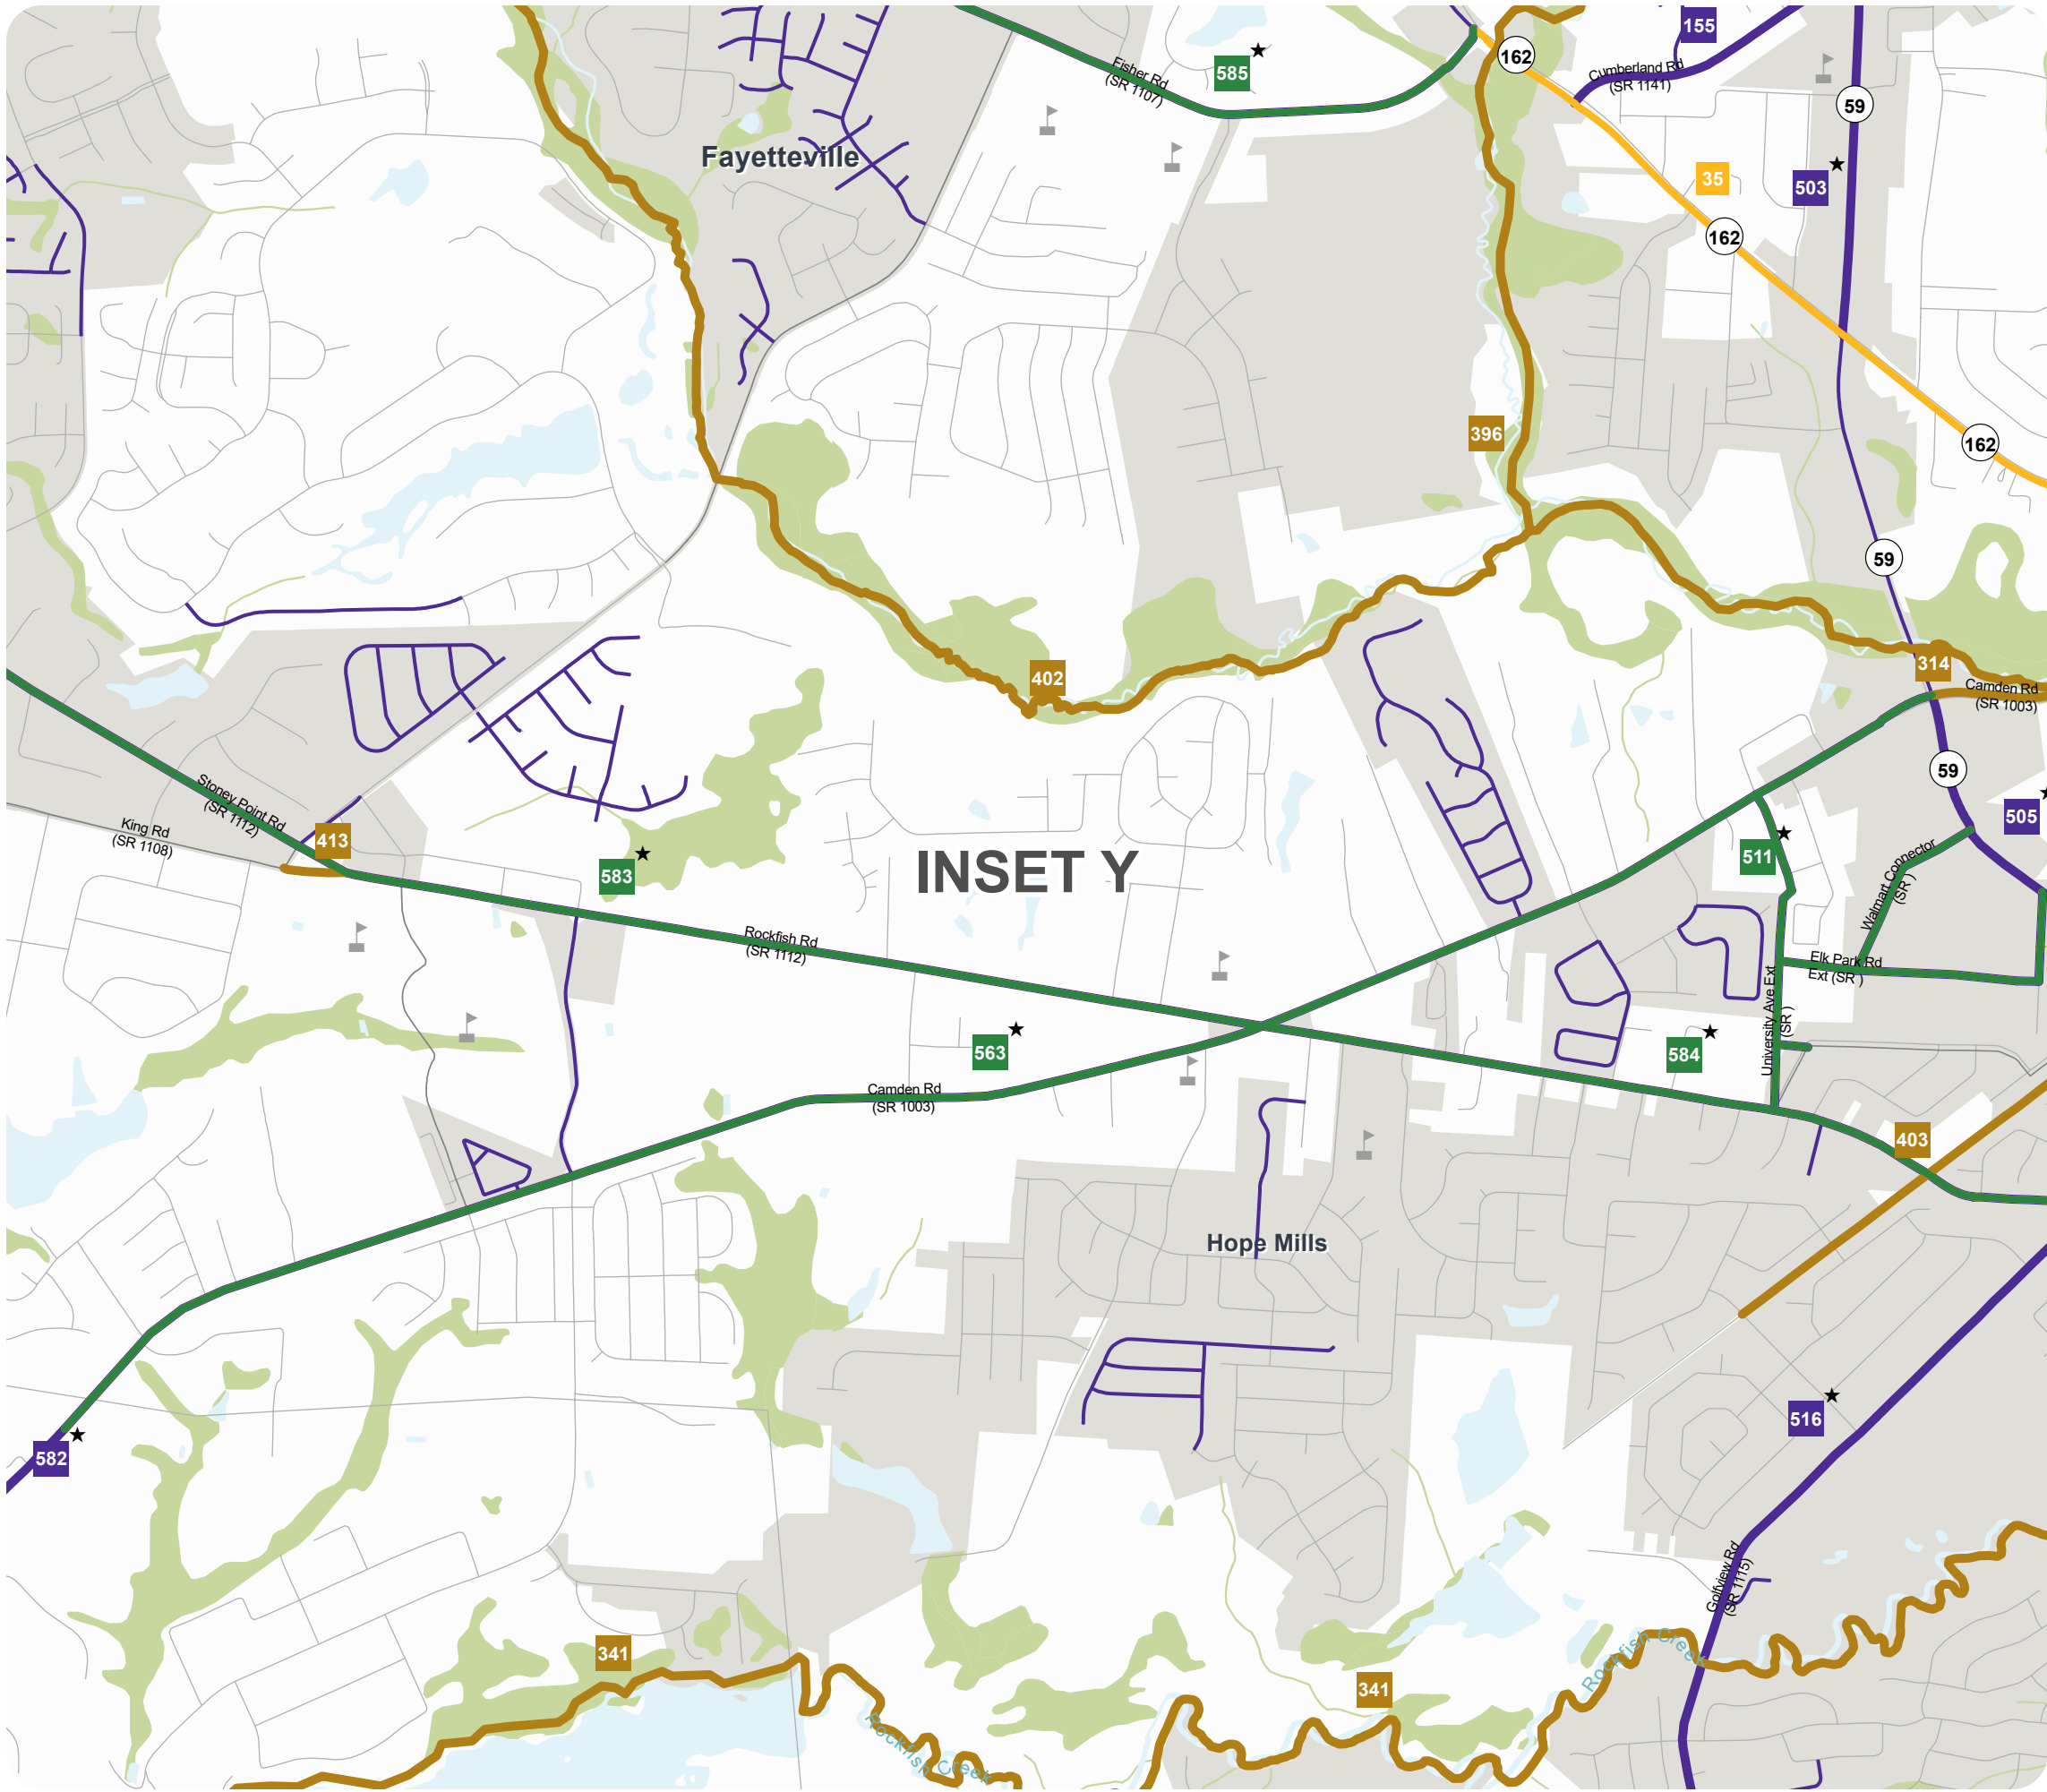 155
162
Fisher Rd
(SR 1107)
585
Cumberland Rd
(SR 1141)
59
Fayetteville
35
503
162
396
162
59
402
314
Camden Rd
(SR 1003)
59
Stoney Point Rd
(SR 1112)
King Rd
(SR 1108)
413
505
583
INSET Y
511
Walmart Connector
(SR )
Rockfish Rd
(SR 1112)
Elk Park Rd
Ext (SR )
University Ave Ext
(SR )
563
584
Camden Rd
(SR 1003)
403
Hope Mills
582
516
Golfview Rd
(SR 1115)
341
Rockfish Creek
341
Rockfish Creek